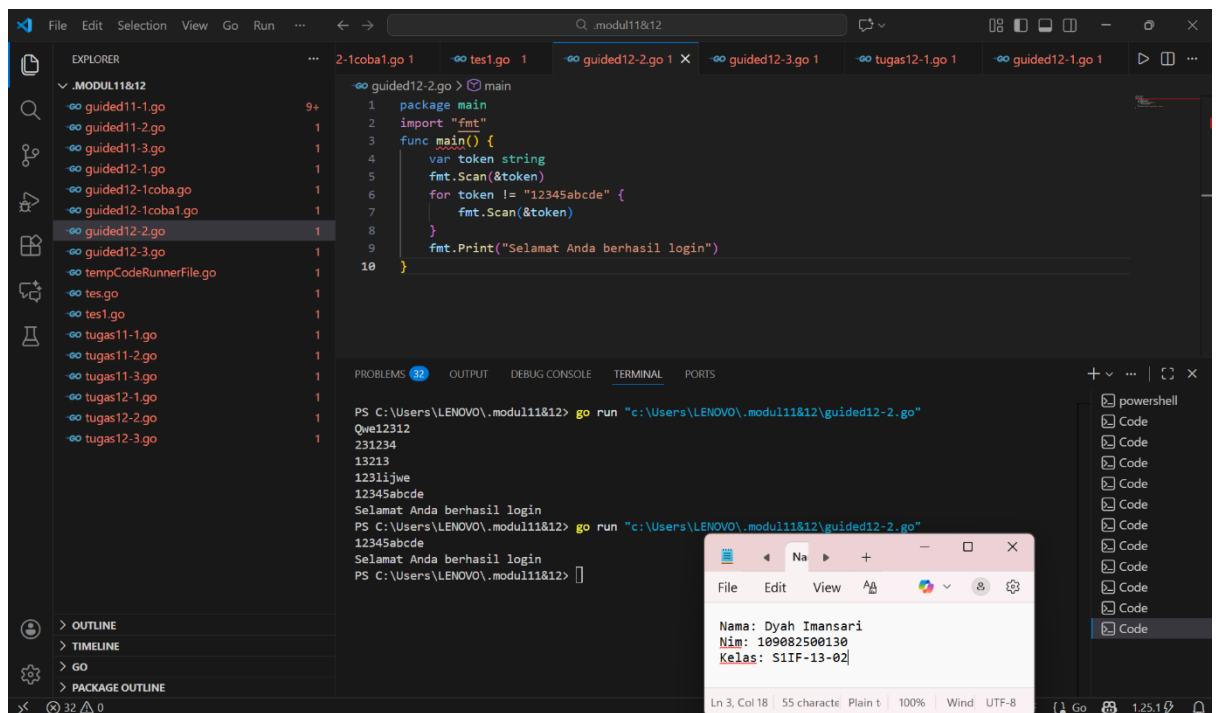 File Edit Selection View Go Run ··· .modul11&12
EXPLORER ···
.MODUL11&12
guided11-1.go 9+
guided11-2.go 1
guided11-3.go 1
guided12-1.go 1
guided12-1coba.go 1
guided12-1coba1.go 1
guided12-2.go 1
guided12-3.go 1
tempCodeRunnerFile.go 1
tes.go 1
tes1.go 1
tugas11-1.go 1
tugas11-2.go 1
tugas11-3.go 1
tugas12-1.go 1
tugas12-2.go 1
tugas12-3.go 1
OUTLINE
TIMELINE
GO
PACKAGE OUTLINE
2-1coba1.go 1 tes1.go 1 guided12-2.go 1 guided12-3.go 1 tugas12-1.go 1 guided12-1.go 1 ···
guided12-2.go > main
1 package main
2 import "fmt"
3 func main() {
4 var token string
5 fmt.Scan(&token)
6 for token != "12345abcde" {
7 fmt.Scan(&token)
8 }
9 fmt.Print("Selamat Anda berhasil login")
10 }
PROBLEMS 32 OUTPUT DEBUG CONSOLE TERMINAL PORTS
PS C:\Users\LENOVO\.modul11&12> go run "c:\Users\LENOVO\.modul11&12\guided12-2.go"
Qwe12312
231234
13213
123lijwe
12345abcde
Selamat Anda berhasil login
PS C:\Users\LENOVO\.modul11&12> go run "c:\Users\LENOVO\.modul11&12\guided12-2.go"
12345abcde
Selamat Anda berhasil login
PS C:\Users\LENOVO\.modul11&12>
powershell
Code
Code
Code
Code
Code
Code
Code
Code
Code
Code
Code
Na
File Edit View
Nama: Dyah Imansari
Nim: 109082500130
Kelas: S1IF-13-02
Ln 3, Col 18 55 characte Plain t 100% Wind UTF-8
32 0 Go 1.25.1